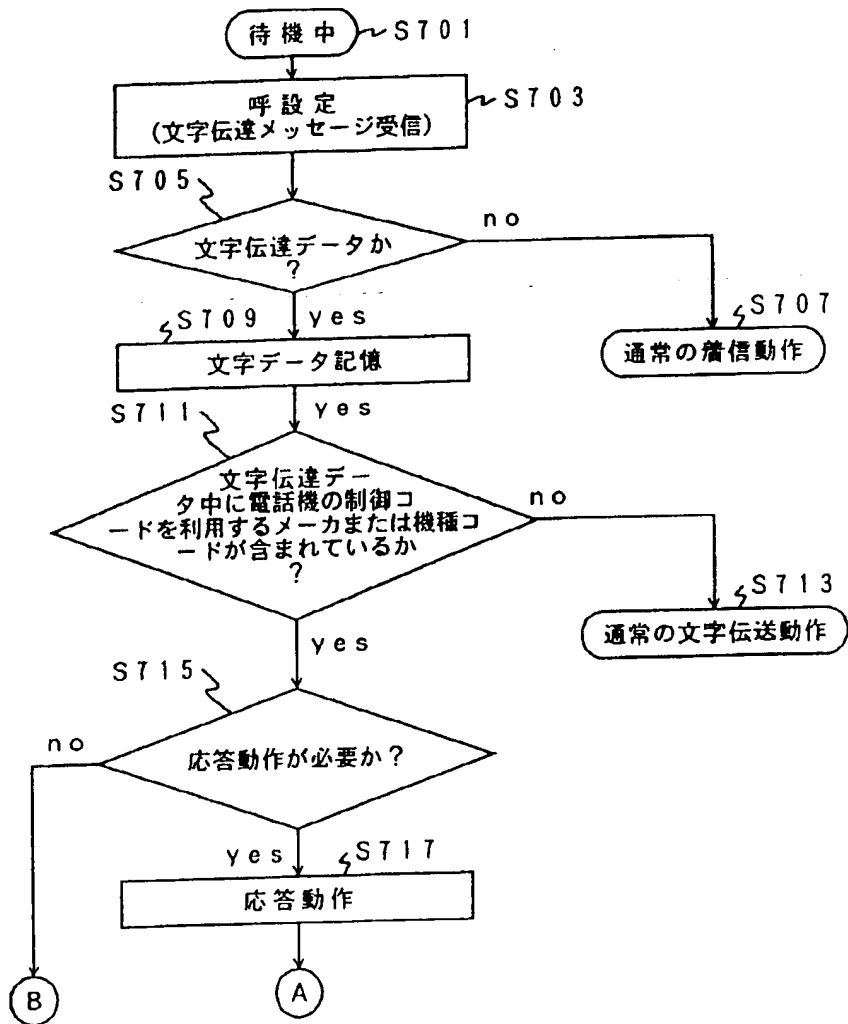 待機中
S701
呼設定
(文字伝達メッセージ受信)
S703
S705
文字伝達データか
?
no
yes
S707
通常の着信動作
S709
文字データ記憶
yes
S711
文字伝達デー
タ中に電話機の制御コ
ードを利用するメーカまたは機種コ
ードが含まれているか
?
no
S713
通常の文字伝送動作
yes
S715
応答動作が必要か?
no
yes
S717
応答動作
B
A